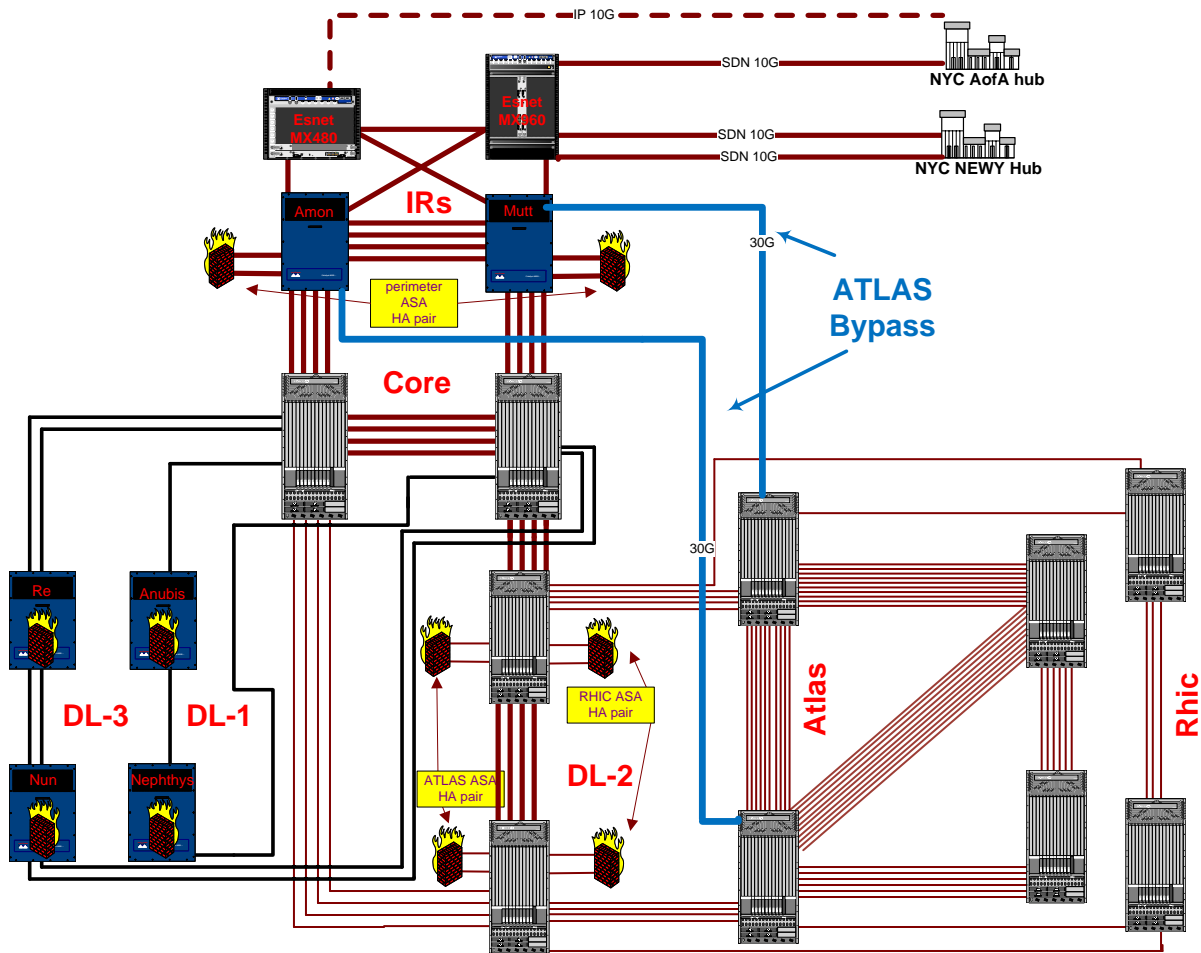 IP 10G
SDN 10G
NYC AofA hub
Esnet
MX480
Esnet
MX960
SDN 10G
SDN 10G
NYC NEWY Hub
IRs
Amon
Mutt
30G
perimeter
ASA
HA pair
ATLAS
Bypass
Core
30G
Re
Anubis
DL-3
DL-1
RHIC ASA
HA pair
Atlas
Rhic
Nun
Nephthys
ATLAS ASA
HA pair
DL-2